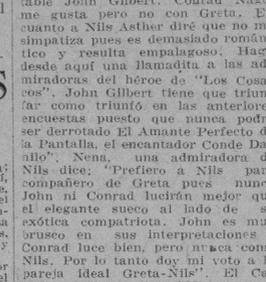 table John Gilbert. Conrad Nage
me gusta pero no con Greta. E
cuanto a Nils Asther diré que no m
simpatiza pues es demasiado román
tico y resulta empalagoso. Hag
desde aquí una llamadita a las ad
miradoras del héroe de "Los Cosa
cos". John Gilbert tiene que triun
far como triunfó en las anteriore
encuestas puesto que nunca podr
ser derrotado El Amante Perfecto d
la Pantalla, el encantador Conde Da
nilo". Nena, una admiradora d
Nils dice: "Prefiero a Nils par
compañero de Greta pues nunc
John ni Conrad lucirán mejor qu
el elegante sueco al lado de s
exótica compatriota. John es mu
brusco en sus interpretaciones
Conrad luce bien, pero nunca com
Nils. Por lo tanto doy mi voto a l
pareja ideal Greta-Nils". El Ca